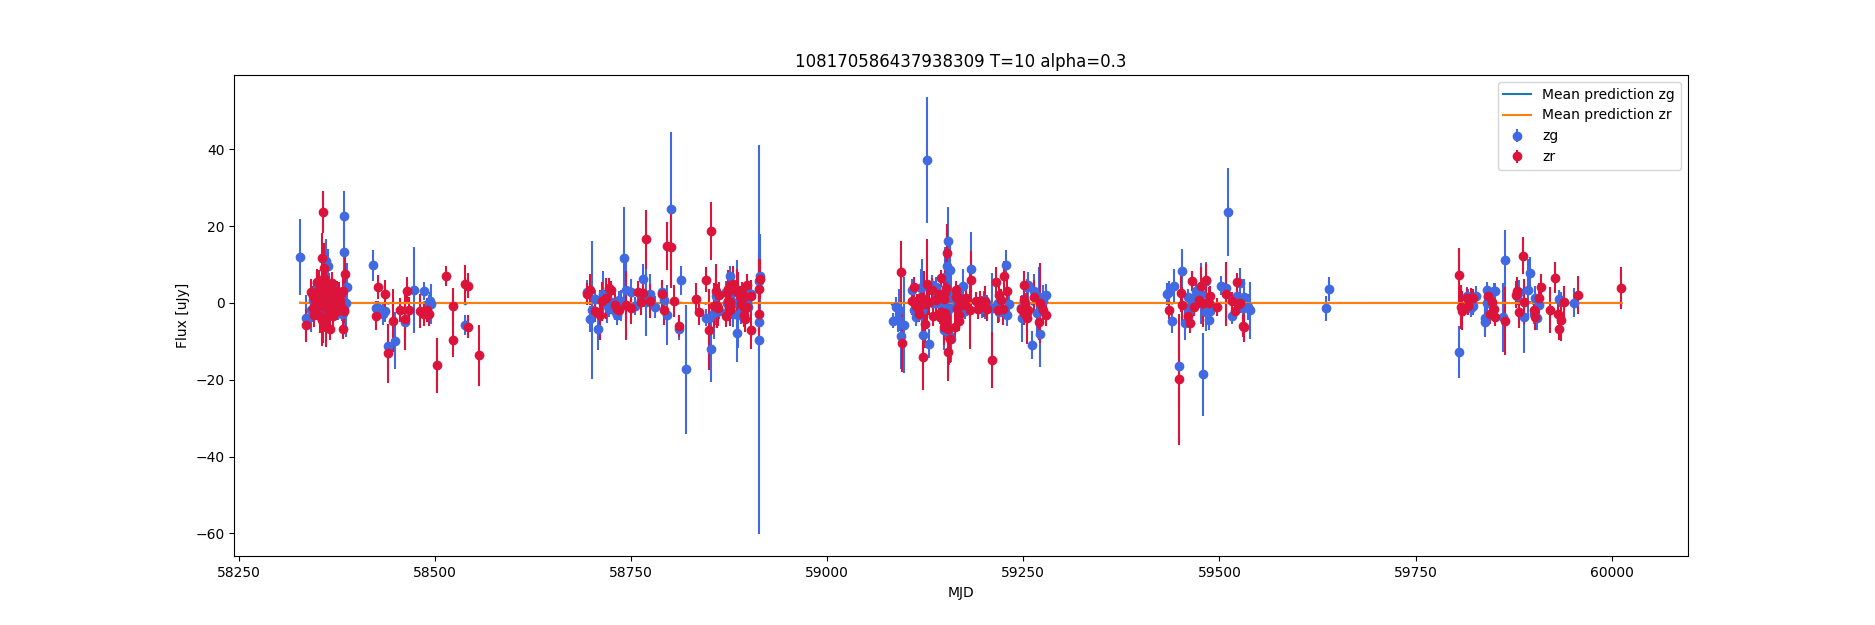 108170586437938309 T=10 alpha=0.3
Mean prediction zg
Mean prediction zr
zg
zr
Flux [uJy]
40
20
0
−20
−40
−60
58250 58500 58750 59000 59250 59500 59750 60000
MJD